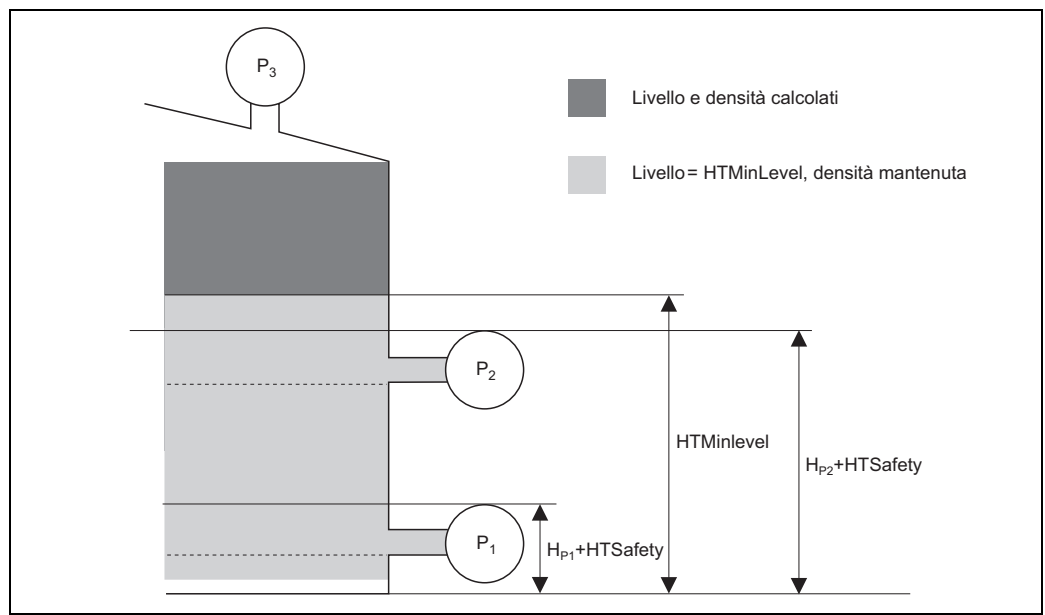 P3
Livello e densità calcolati
Livello= HTMinLevel, densità mantenuta
P2
HTMinlevel
HP2+HTSafety
P1
HP1+HTSafety